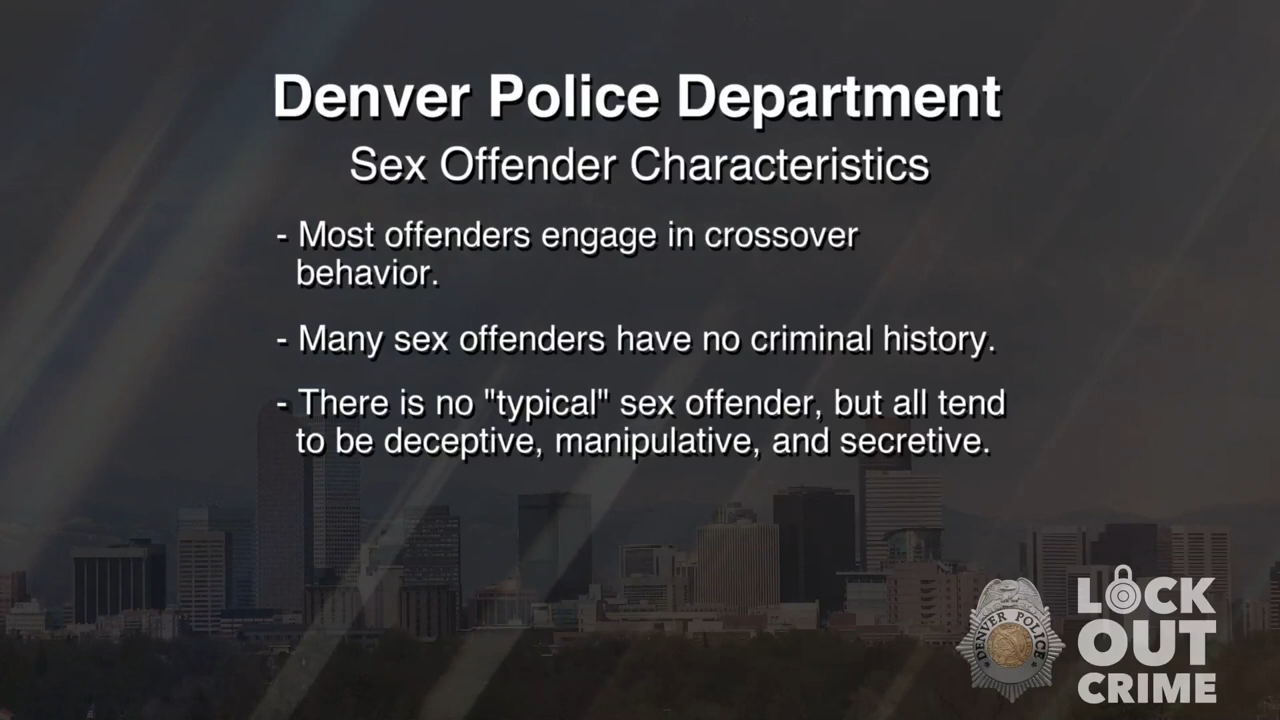 Denver Police Department
Sex Offender Characteristics
- Most offenders engage in crossover
behavior.
- Many sex offenders have no criminal history.
- There is no "typical" sex offender, but all tend
to be deceptive, manipulative, and secretive.
DENVER POLICE
LOCK
OUT
CRIME